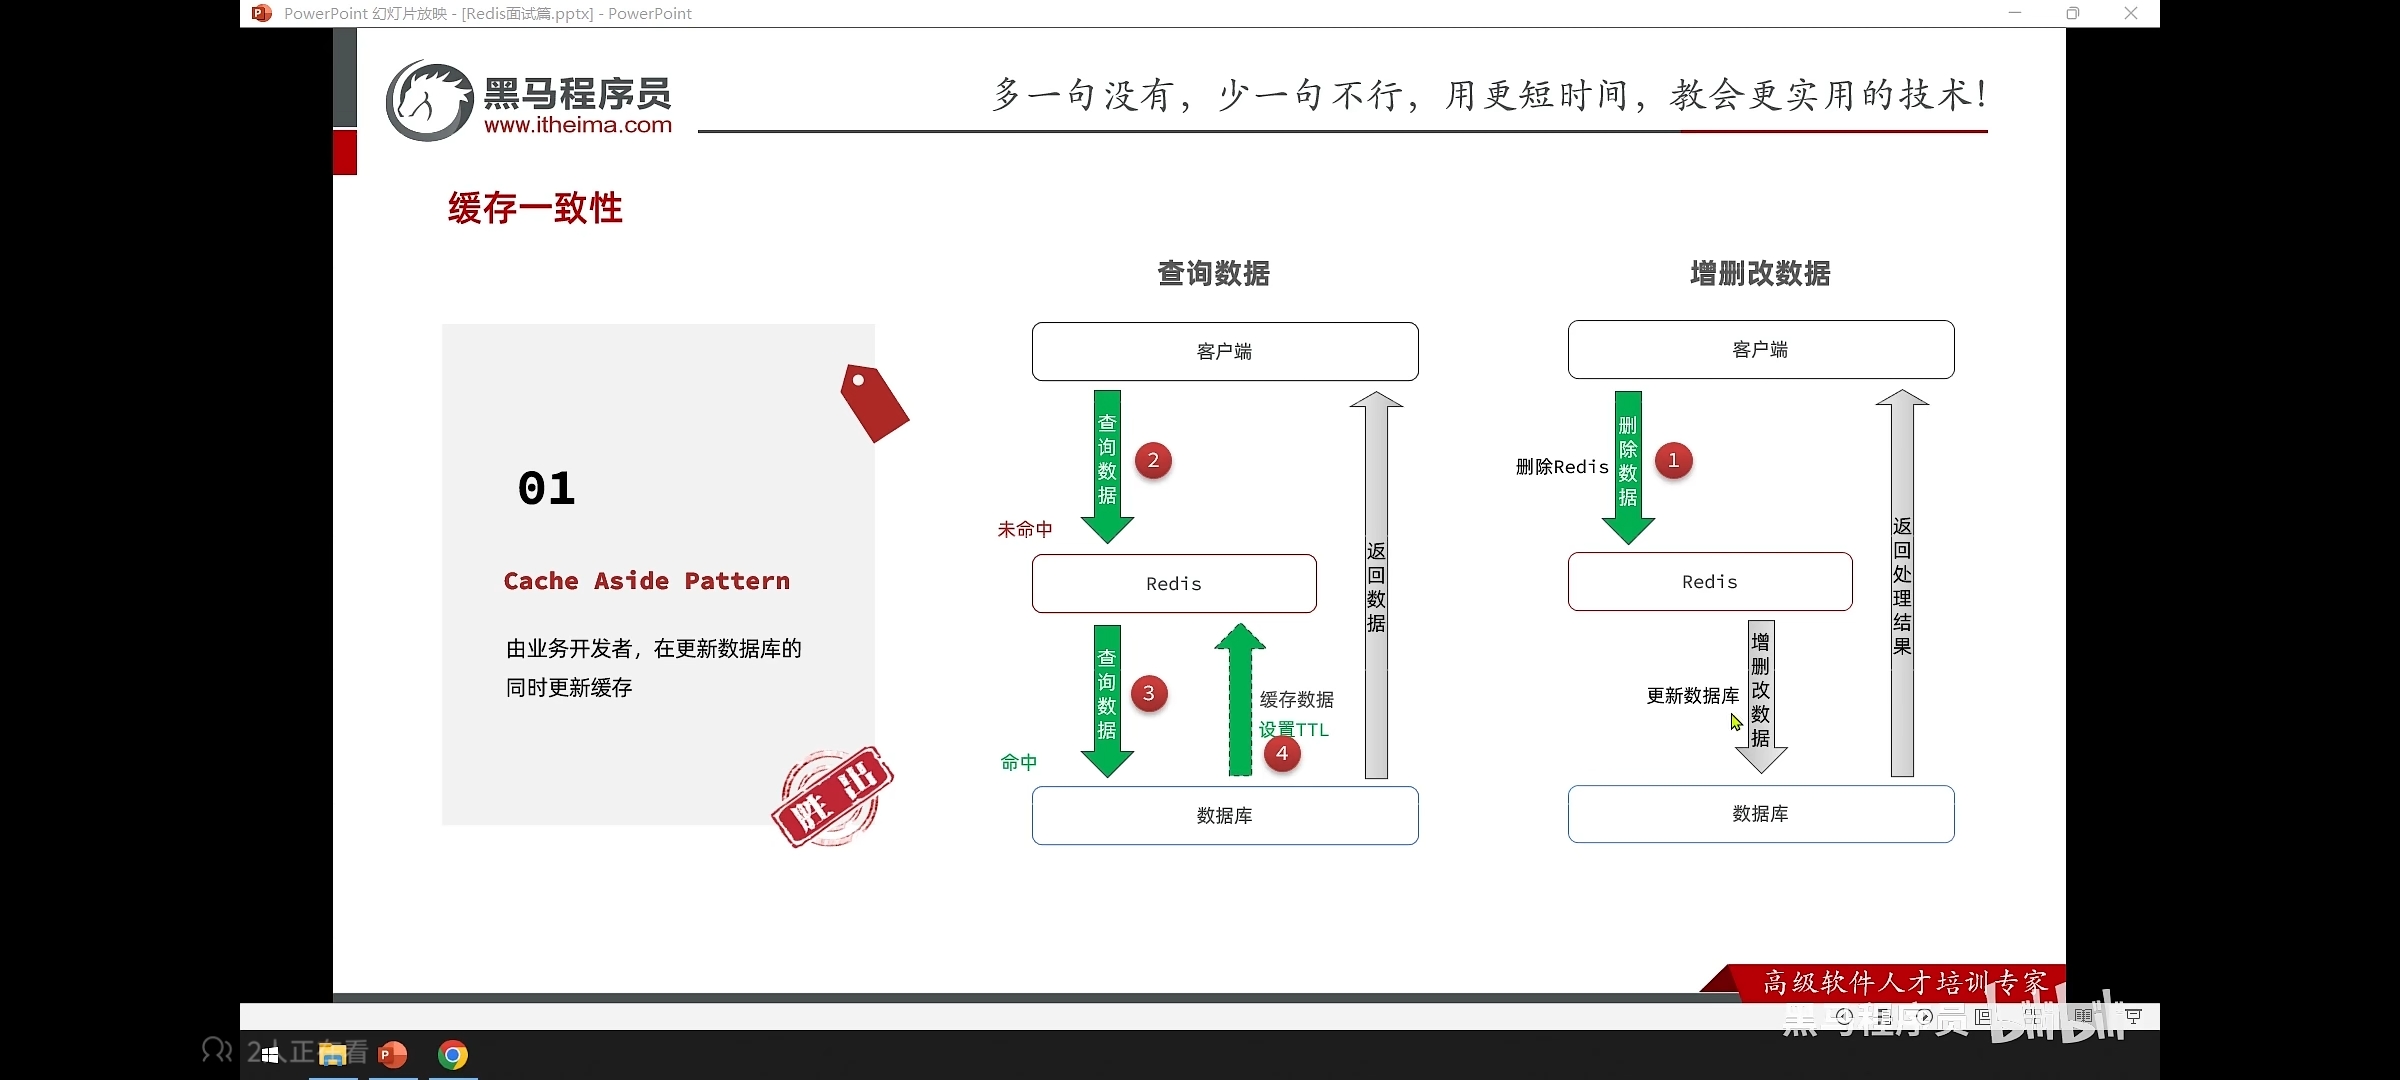 PowerPoint 幻灯片放映 - [Redis面试篇.pptx] - PowerPoint
黑马程序员
www.itheima.com
多一句没有，少一句不行，用更短时间，教会更实用的技术！
缓存一致性
01
Cache Aside Pattern
由业务开发者，在更新数据库的
同时更新缓存
胜出
查询数据
客户端
查询数据
2
未命中
Redis
查询数据
3
命中
缓存数据
设置TTL
4
返回数据
数据库
增删改数据
客户端
删除Redis
删除数据
1
Redis
更新数据库
增删改数据
返回处理结果
数据库
高级软件人才培训专家
黑马程序员 bilibili
2人正在看